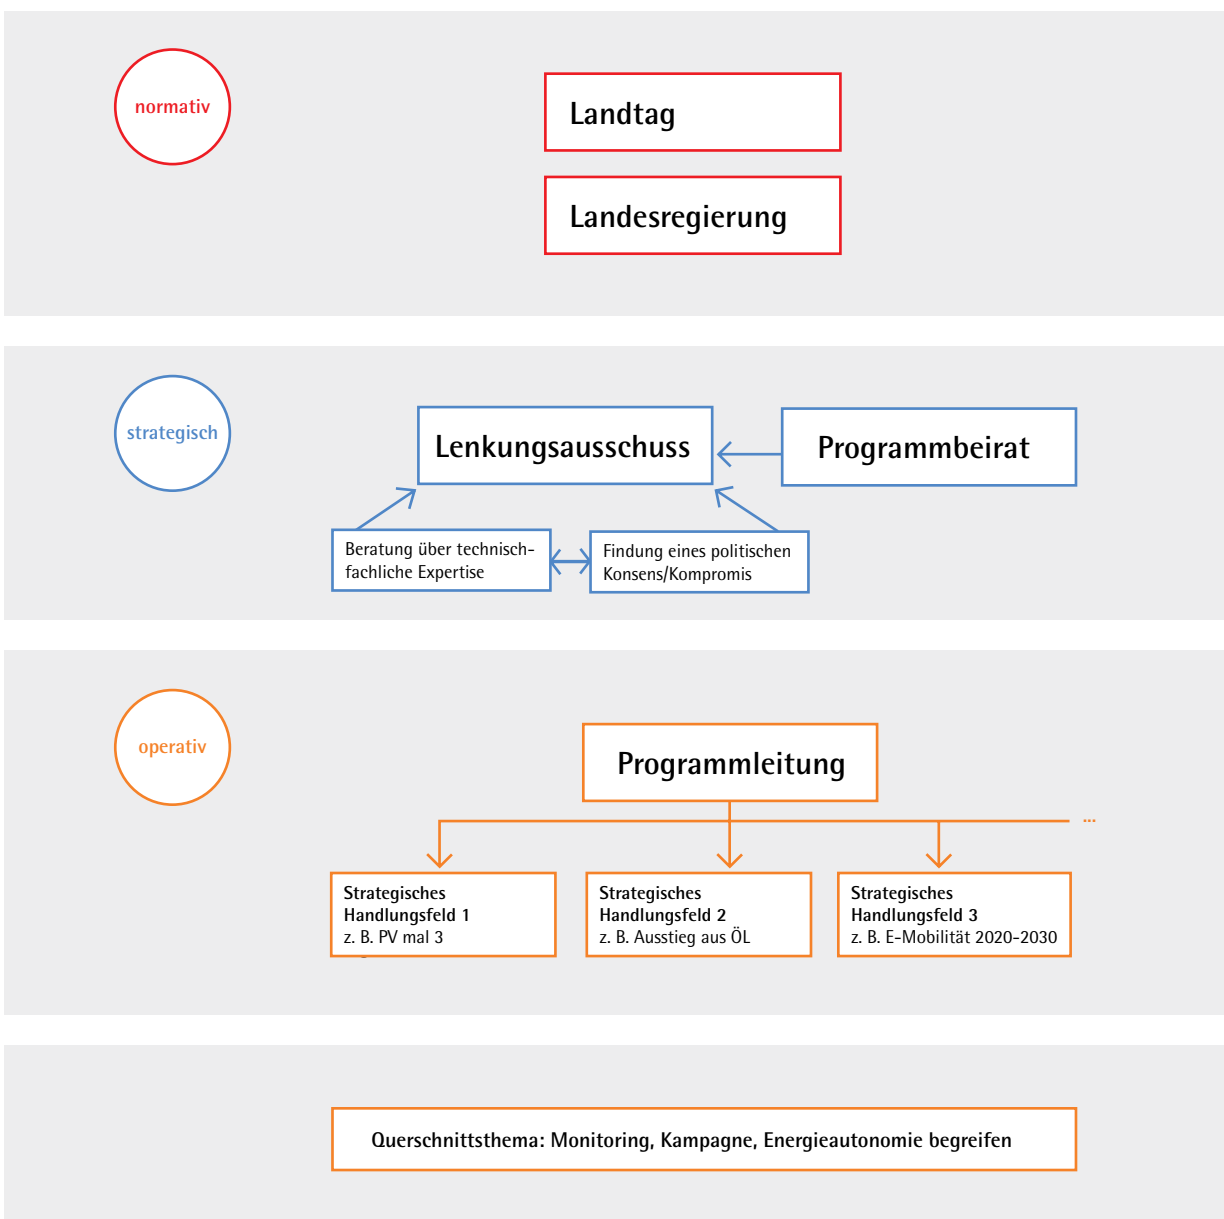 normativ
Landtag
Landesregierung
strategisch
Lenkungsausschuss
Programmbeirat
Beratung über technisch-
fachliche Expertise
Findung eines politischen
Konsens/Kompromis
operativ
Programmleitung
...
Strategisches
Handlungsfeld 1
z. B. PV mal 3
Strategisches
Handlungsfeld 2
z. B. Ausstieg aus ÖL
Strategisches
Handlungsfeld 3
z. B. E-Mobilität 2020-2030
Querschnittsthema: Monitoring, Kampagne, Energieautonomie begreifen